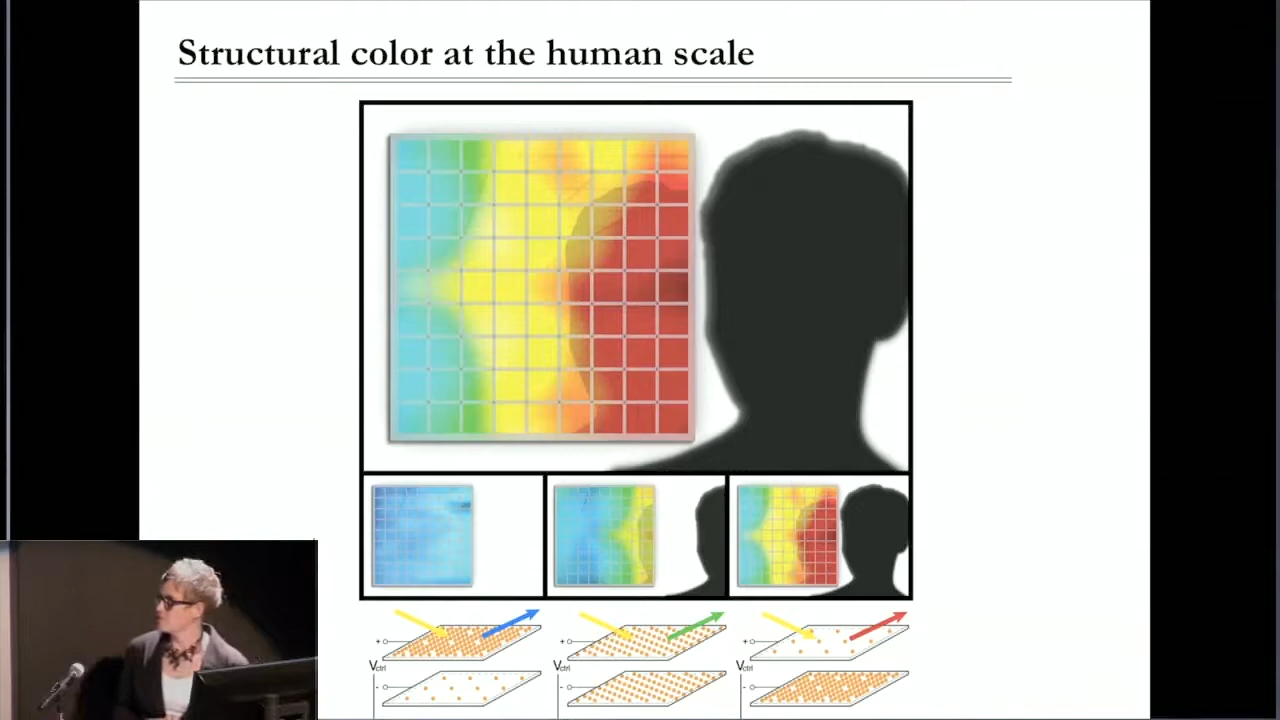 Structural color at the human scale
+ + +
Vctrl Vctrl Vctrl
- - -